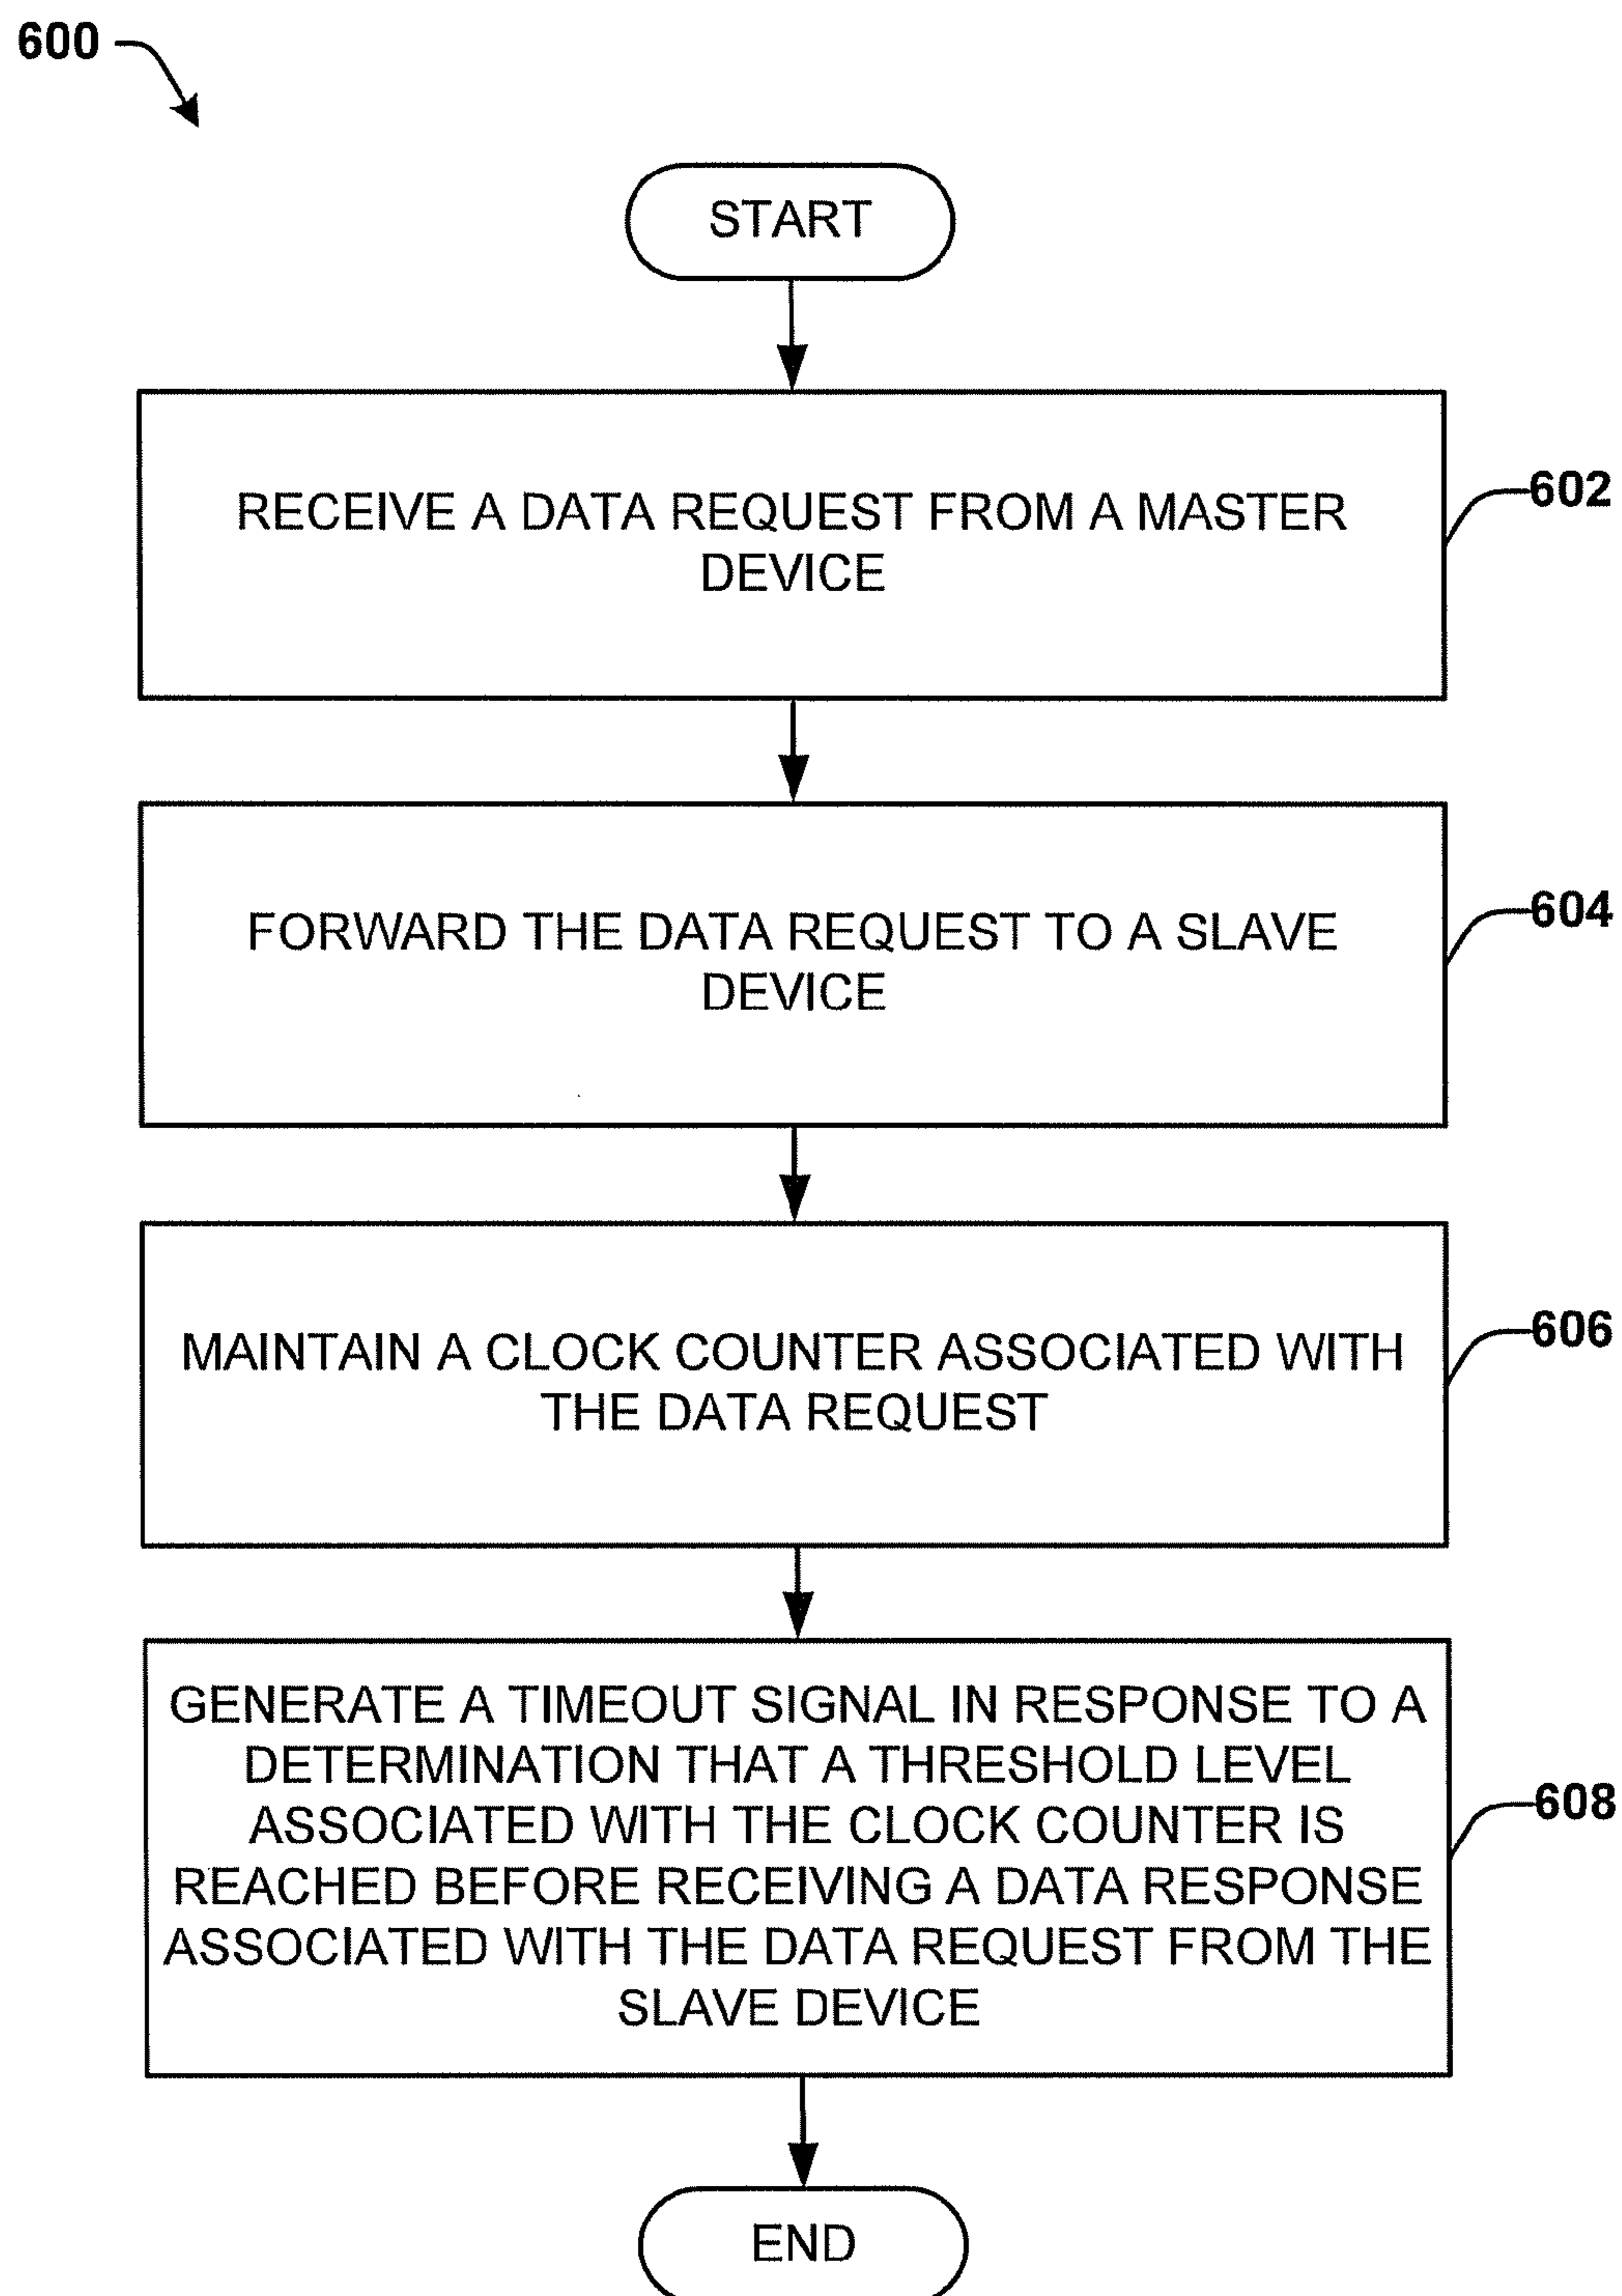 600
START
RECEIVE A DATA REQUEST FROM A MASTER
DEVICE
602
FORWARD THE DATA REQUEST TO A SLAVE
DEVICE
604
MAINTAIN A CLOCK COUNTER ASSOCIATED WITH
THE DATA REQUEST
606
GENERATE A TIMEOUT SIGNAL IN RESPONSE TO A
DETERMINATION THAT A THRESHOLD LEVEL
ASSOCIATED WITH THE CLOCK COUNTER IS
REACHED BEFORE RECEIVING A DATA RESPONSE
ASSOCIATED WITH THE DATA REQUEST FROM THE
SLAVE DEVICE
608
END